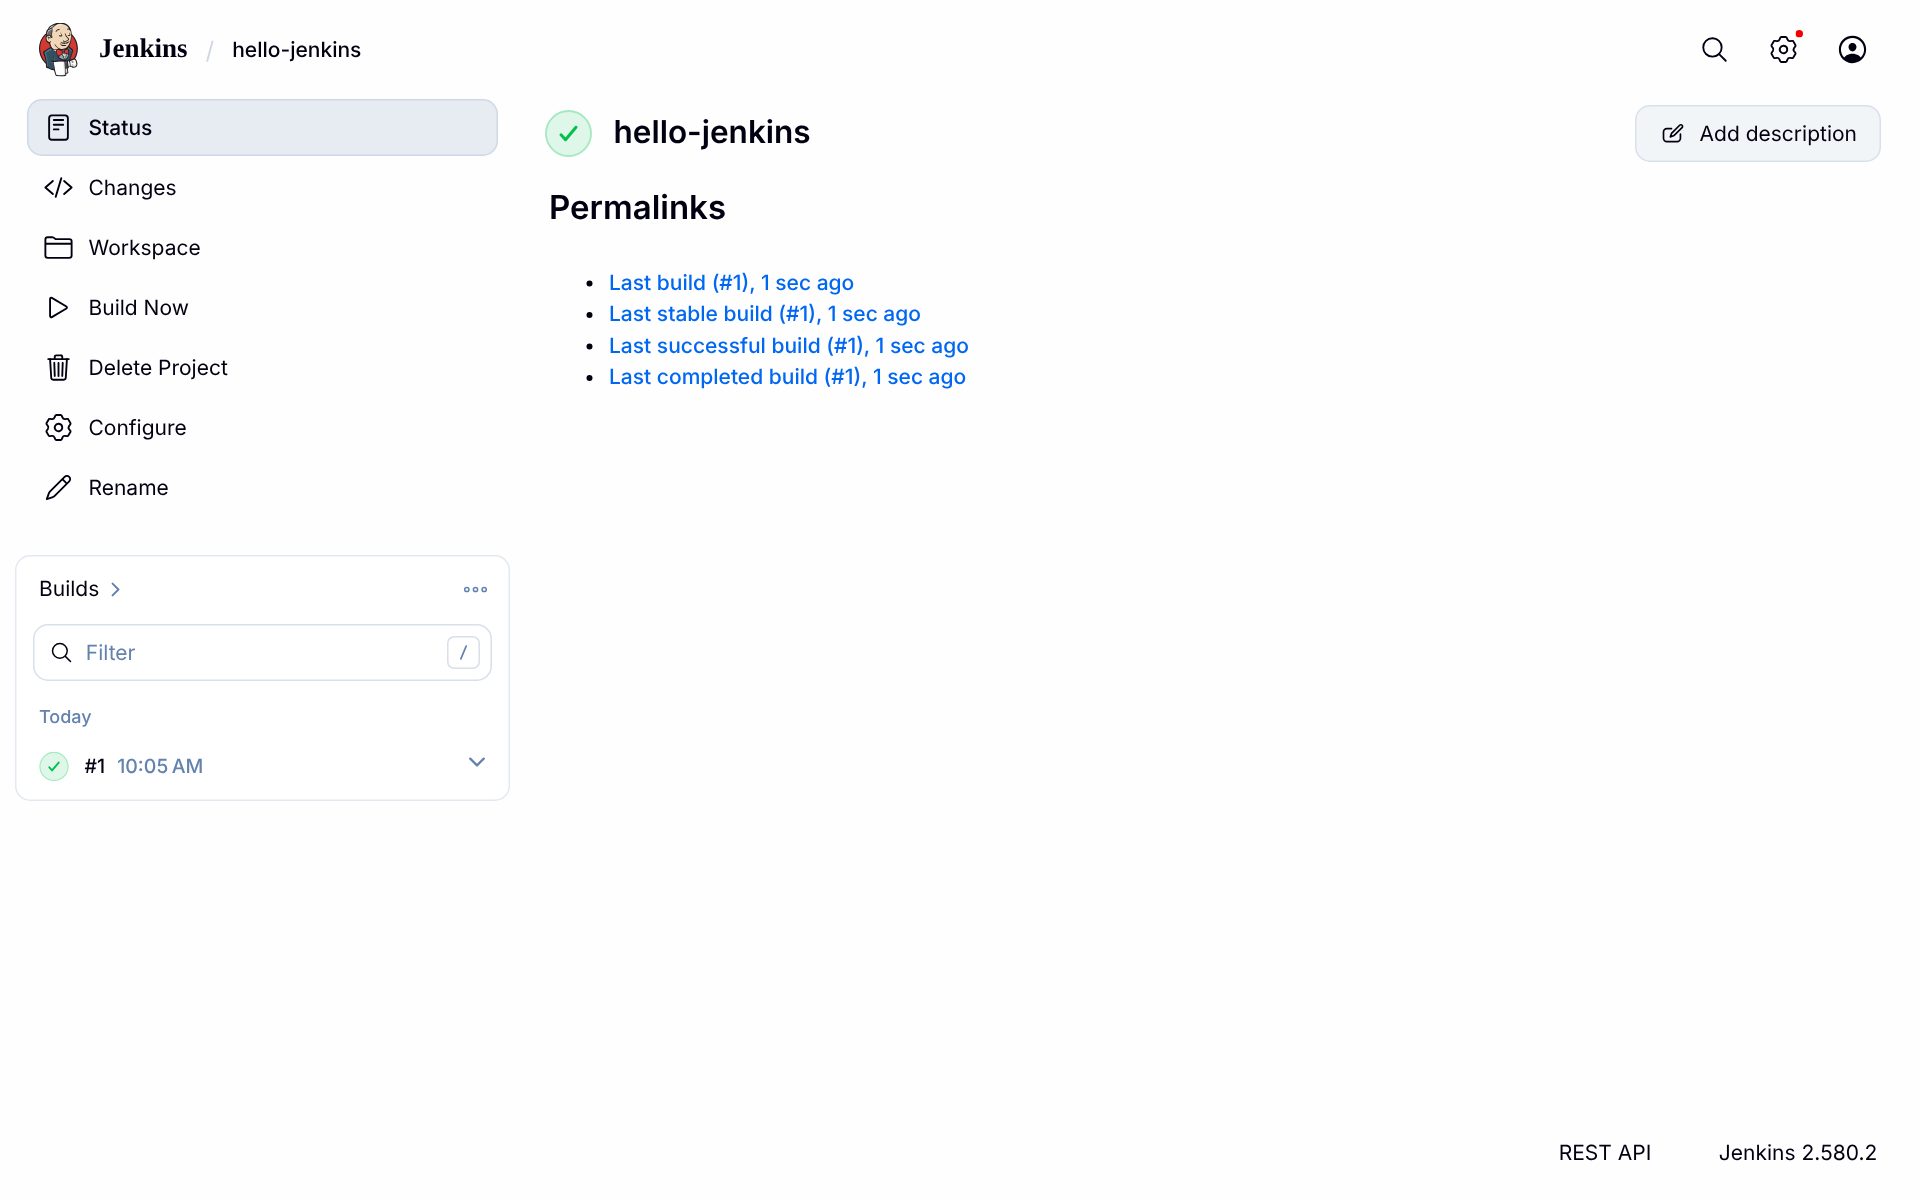 Jenkins / hello-jenkins
Status
Changes
Workspace
Build Now
Delete Project
Configure
Rename
Builds
Filter /
Today
#1 10:05 AM
hello-jenkins
Add description
Permalinks
Last build (#1), 1 sec ago
Last stable build (#1), 1 sec ago
Last successful build (#1), 1 sec ago
Last completed build (#1), 1 sec ago
REST API Jenkins 2.580.2